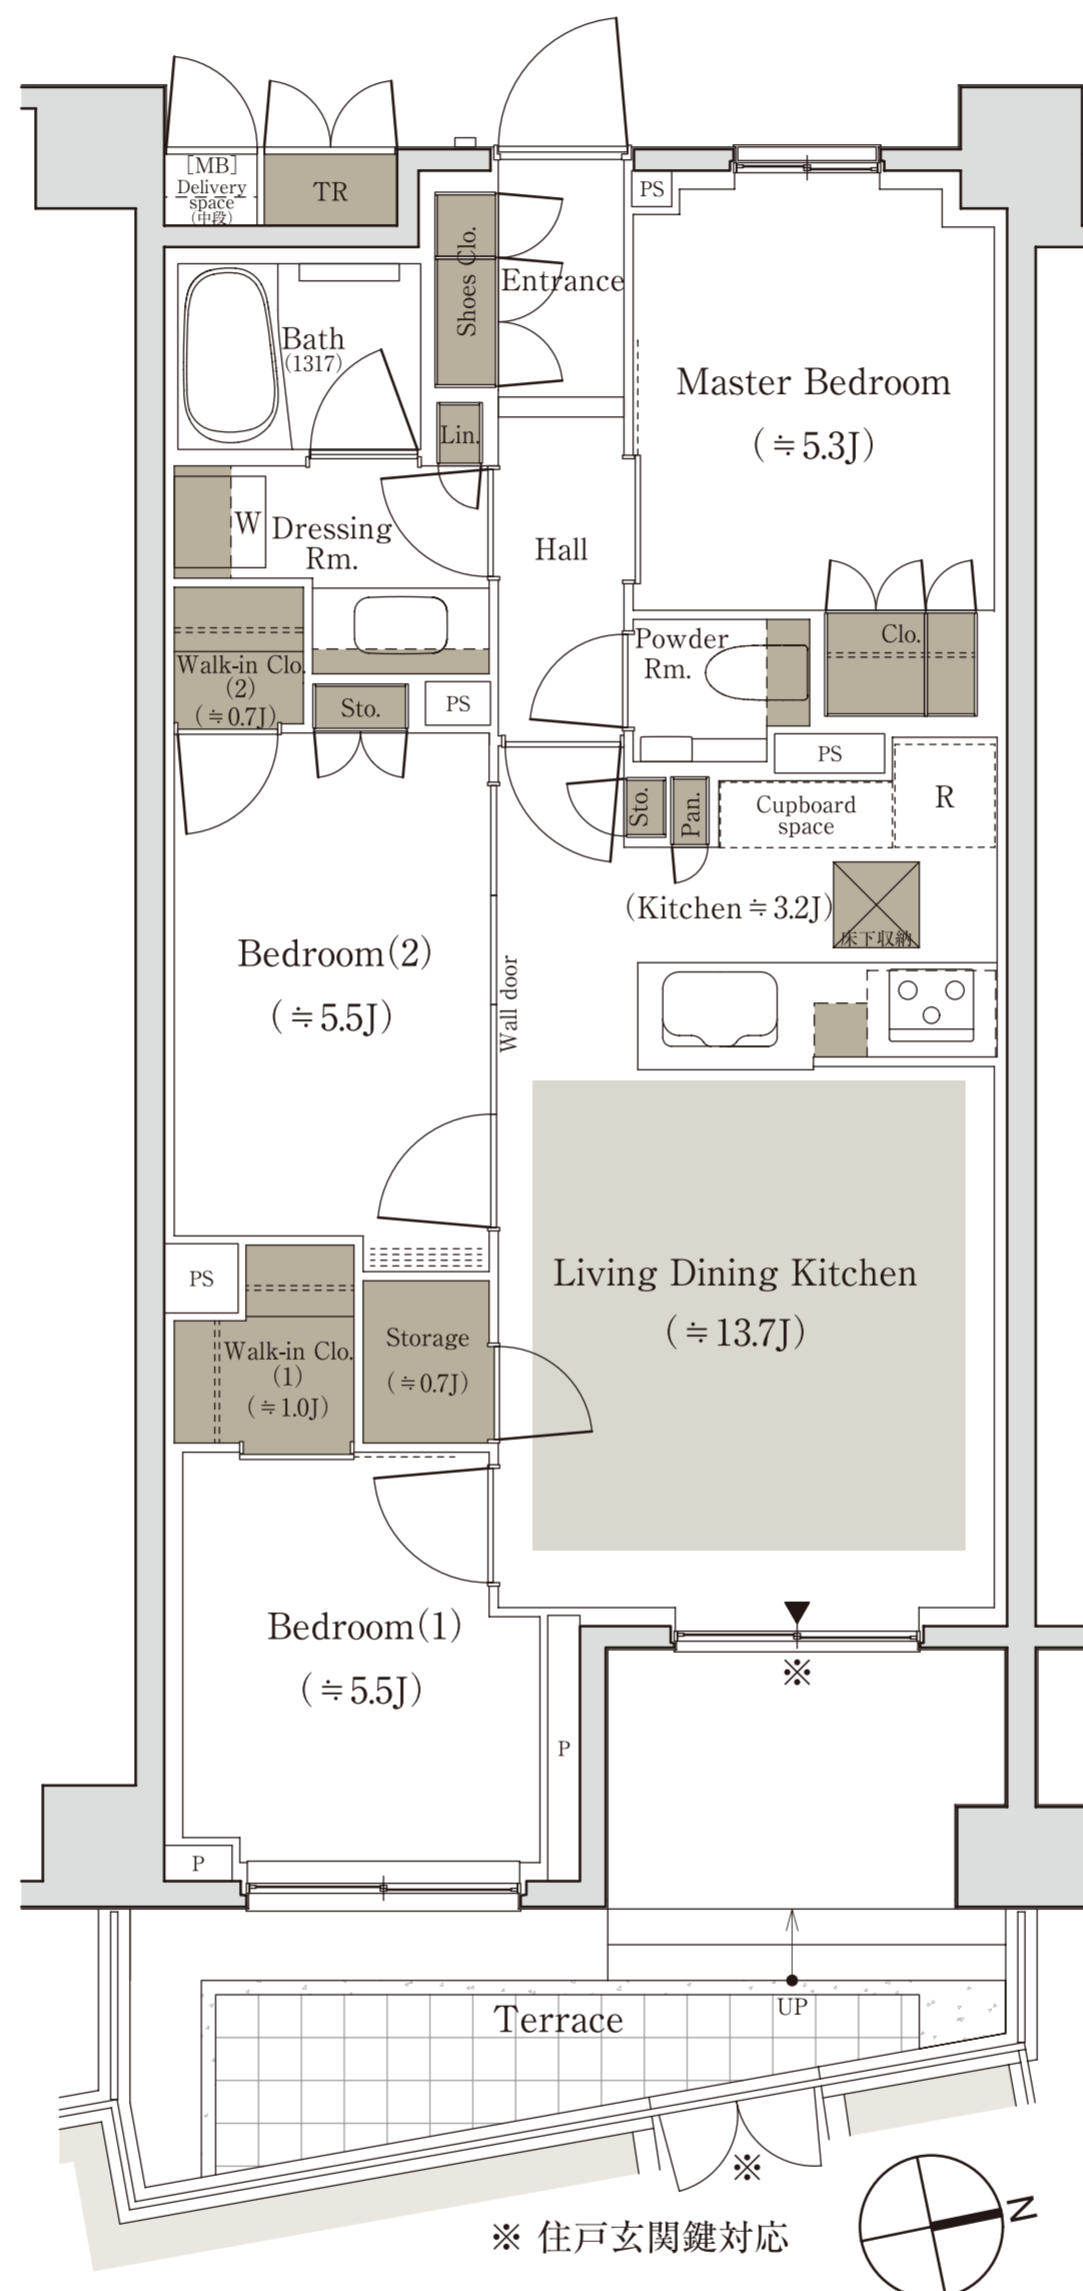 [MB]
Delivery
space
(中段)
TR
PS
Shoes Clo.
Entrance
Bath
(1317)
Master Bedroom
(≒5.3J)
Lin.
W
Dressing
Rm.
Hall
Walk-in Clo.
(2)
(≒0.7J)
Sto.
PS
Powder
Rm.
Clo.
PS
Sto.
Pan.
Cupboard
space
R
(Kitchen≒3.2J)
床下収納
Bedroom(2)
(≒5.5J)
Wall door
Living Dining Kitchen
(≒13.7J)
PS
Walk-in Clo.
(1)
(≒1.0J)
Storage
(≒0.7J)
Bedroom(1)
(≒5.5J)
※
P
P
UP
Terrace
※
N
※ 住戸玄関鍵対応